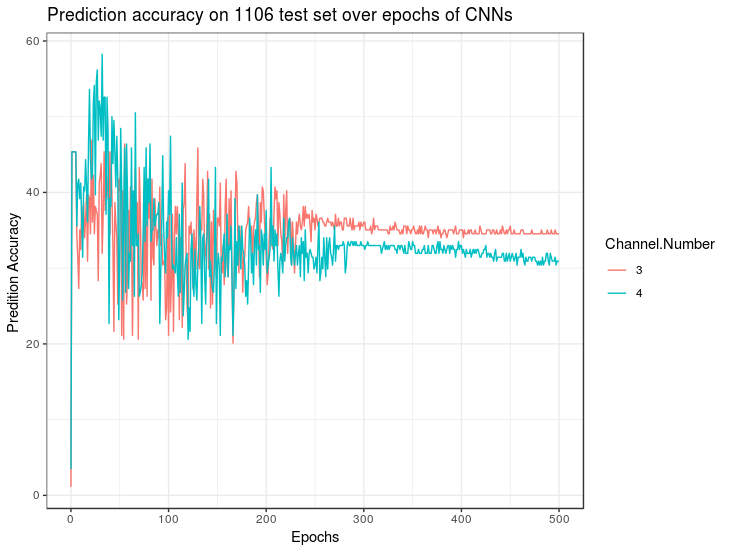 Prediction accuracy on 1106 test set over epochs of CNNs
60
40
20
0
Predition Accuracy
0 100 200 300 400 500
Epochs
Channel.Number
3
4